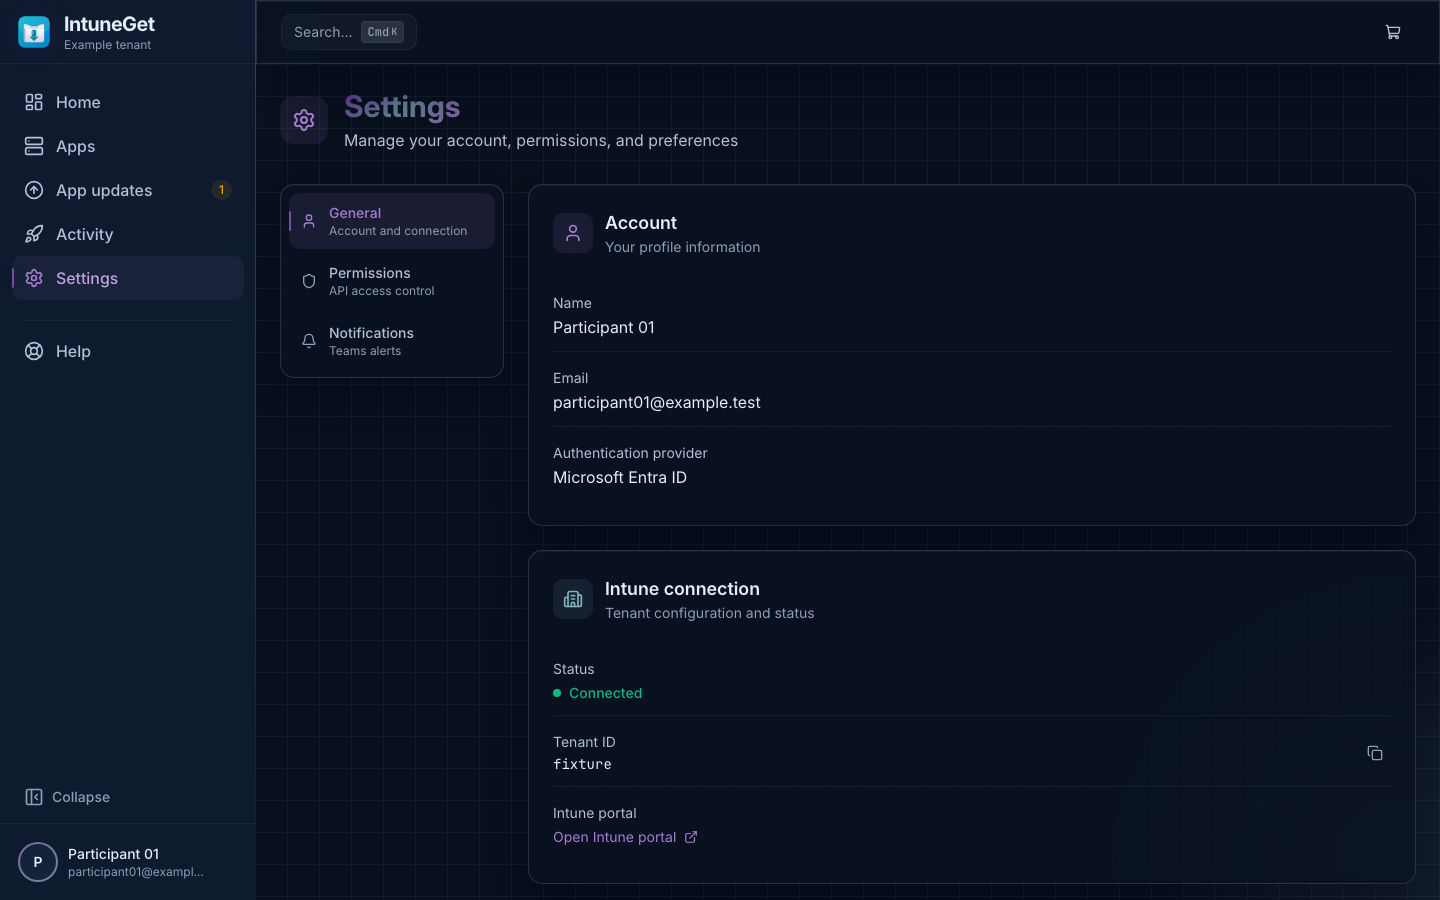 IntuneGet
Example tenant
Home
Apps
App updates
1
Activity
Settings
Help
Collapse
P
Participant 01
participant01@exampl...
Search...
Cmd K
Settings
Manage your account, permissions, and preferences
General
Account and connection
Permissions
API access control
Notifications
Teams alerts
Account
Your profile information
Name
Participant 01
Email
participant01@example.test
Authentication provider
Microsoft Entra ID
Intune connection
Tenant configuration and status
Status
Connected
Tenant ID
fixture
Intune portal
Open Intune portal